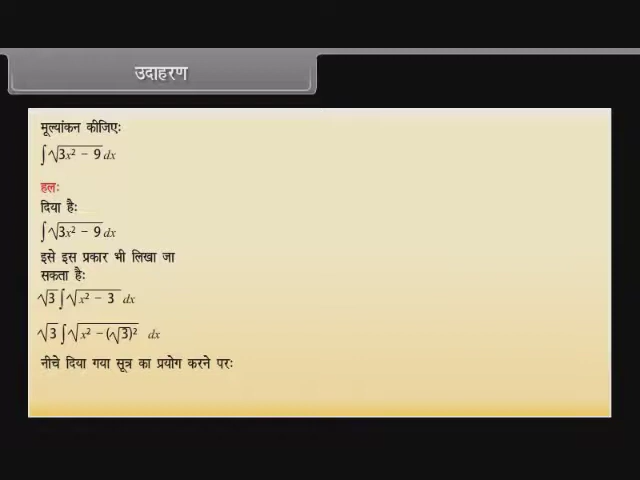 उदाहरण
मूल्यांकन कीजिए:
∫√(3x² − 9) dx
हल:
दिया है:
∫√(3x² − 9) dx
इसे इस प्रकार भी लिखा जा
सकता है:
√3 ∫√(x² − 3) dx
√3 ∫√(x² − (√3)²) dx
नीचे दिया गया सूत्र का प्रयोग करने पर: